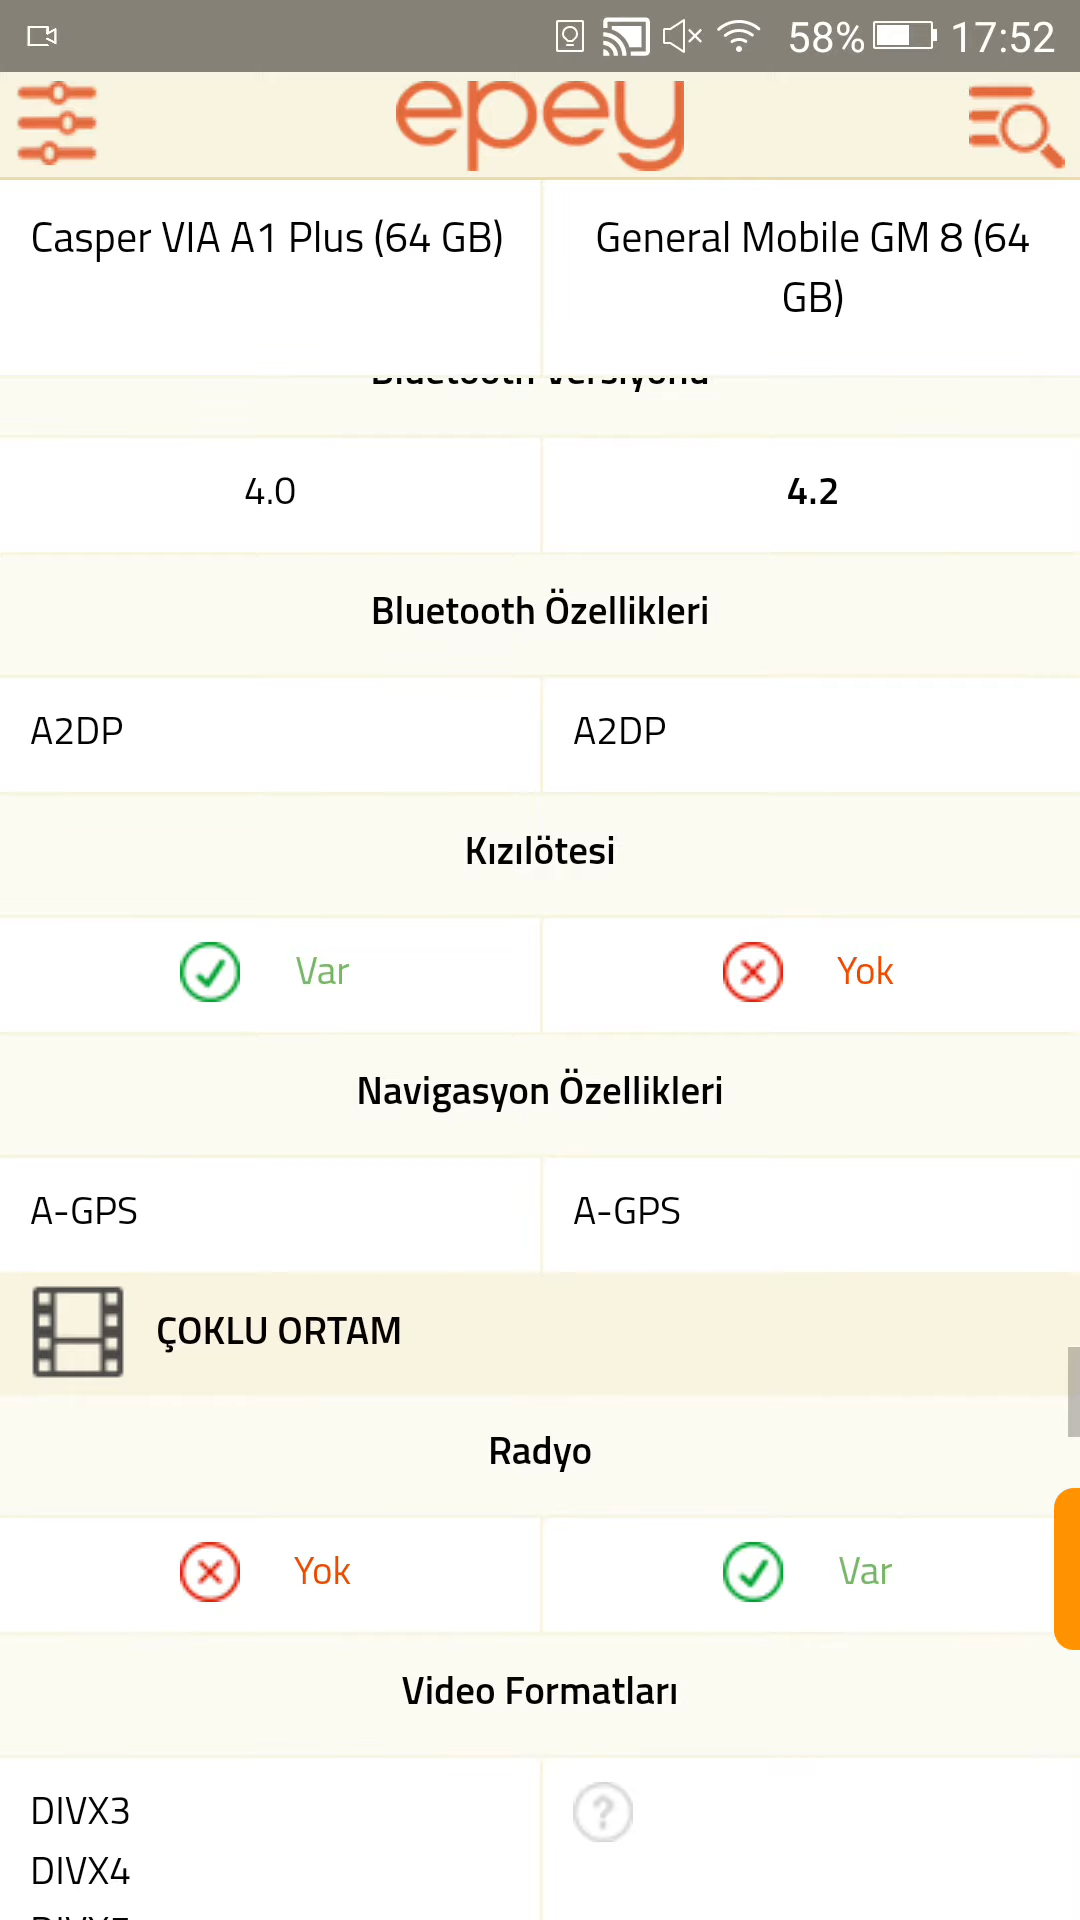 58% 17:52
epey
Casper VIA A1 Plus (64 GB)
General Mobile GM 8 (64
GB)
Bluetooth Versiyonu
4.0
4.2
Bluetooth Özellikleri
A2DP
A2DP
Kızılötesi
Var
Yok
Navigasyon Özellikleri
A-GPS
A-GPS
ÇOKLU ORTAM
Radyo
Yok
Var
Video Formatları
DIVX3
?
DIVX4